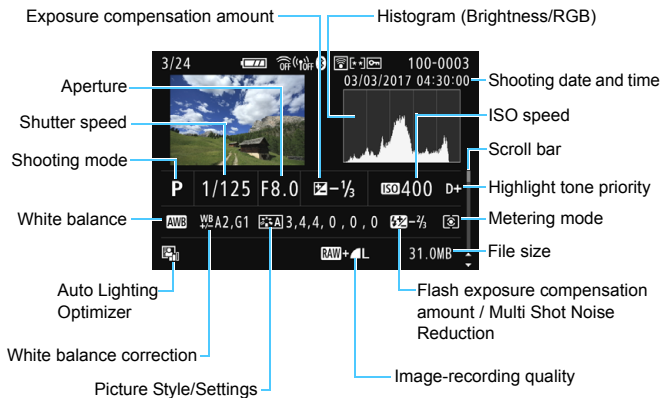 Exposure compensation amount
Histogram (Brightness/RGB)
3/24 OFF OFF 100-0003
03/03/2017 04:30:00
Shooting date and time
Aperture
ISO speed
Shutter speed
Scroll bar
Shooting mode
P 1/125 F8.0 -⅓ ISO 400 D+
Highlight tone priority
White balance
AWB WB+/- A2,G1 A 3,4,4,0,0,0 -⅔
Metering mode
RAW+L 31.0MB
File size
Auto Lighting
Optimizer
Flash exposure compensation
amount / Multi Shot Noise
Reduction
White balance correction
Image-recording quality
Picture Style/Settings